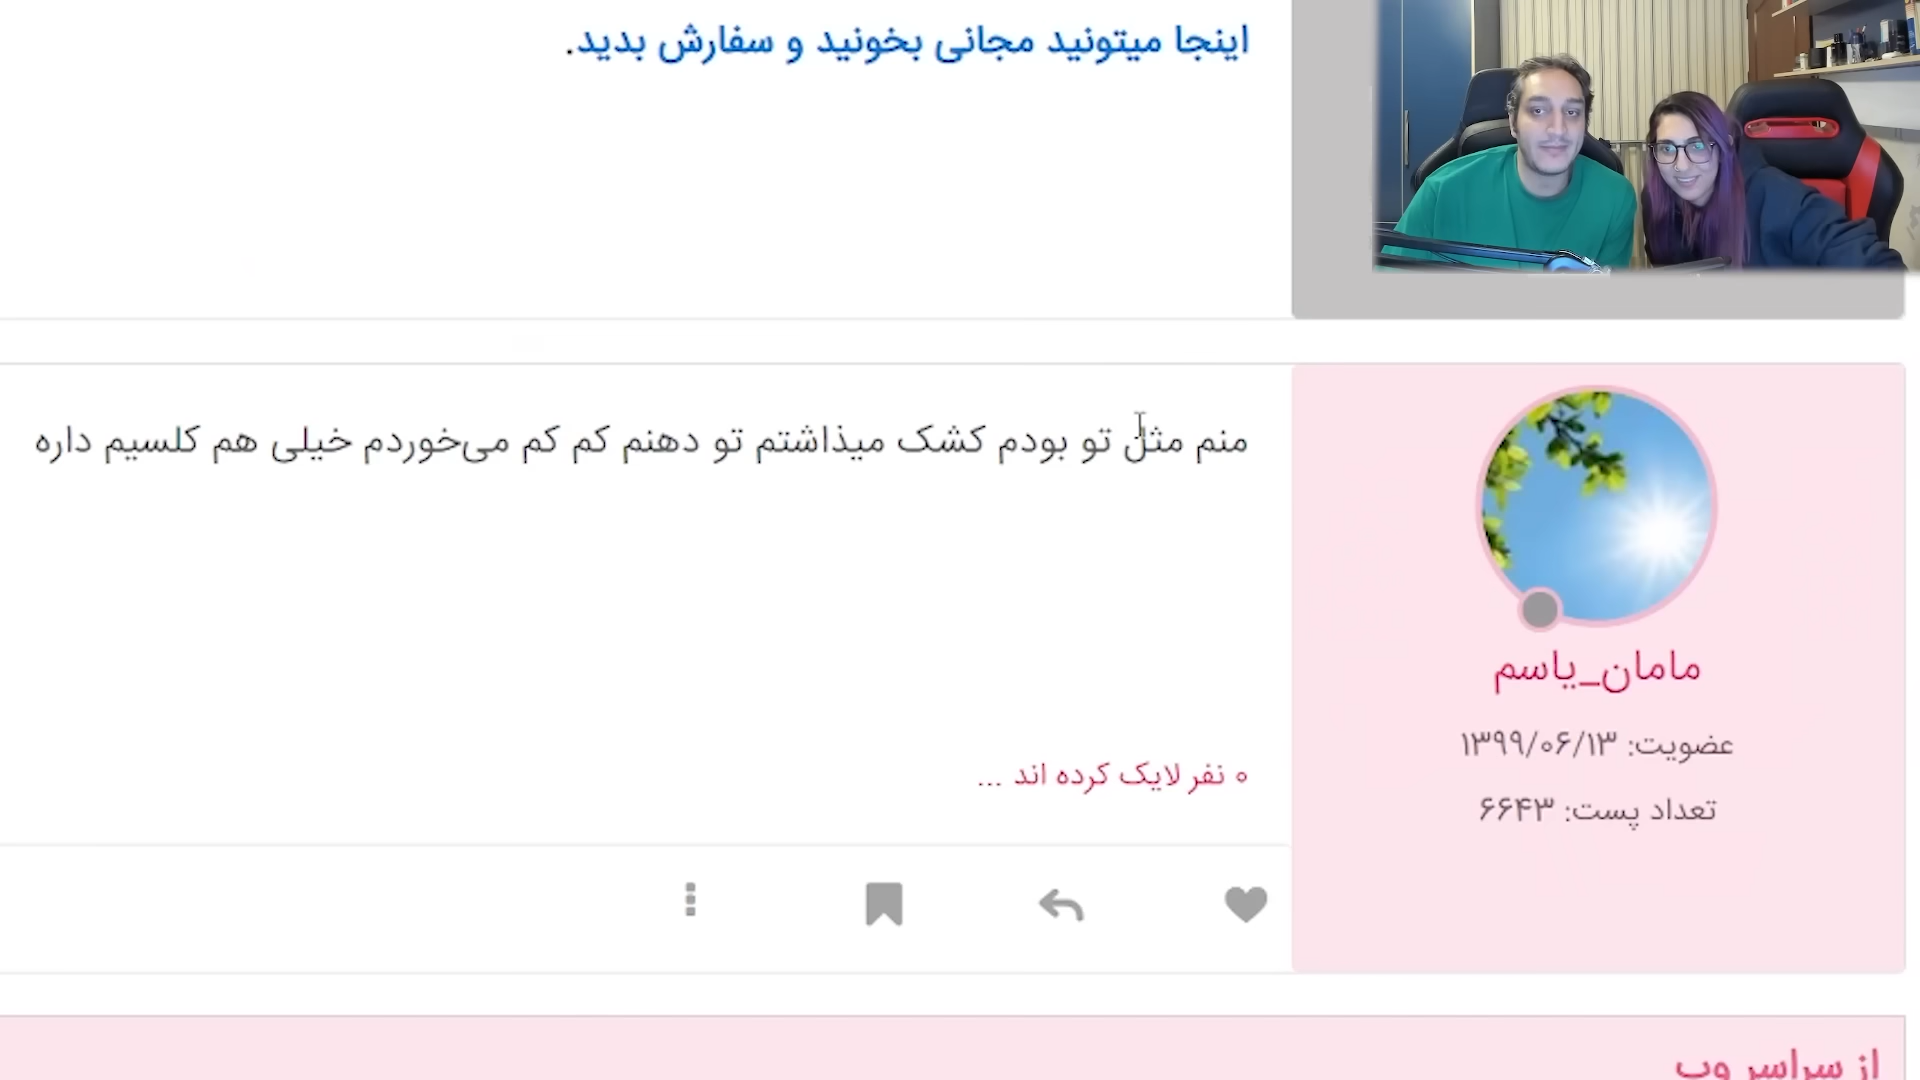 اینجا میتونید مجانی بخونید و سفارش بدید.
منم مثل تو بودم کشک میذاشتم تو دهنم کم کم می‌خوردم خیلی هم کلسیم داره
مامان_یاسم
عضویت: ۱۳۹۹/۰۶/۱۳
تعداد پست: ۶۶۴۳
۰ نفر لایک کرده اند ...
از سراسر وب